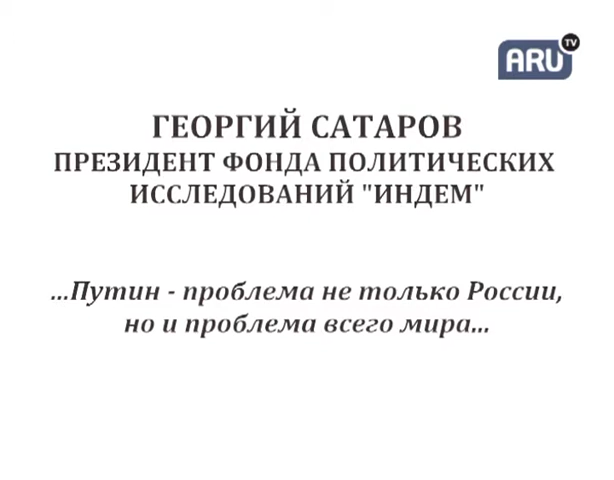 ARU TV
ГЕОРГИЙ САТАРОВ
ПРЕЗИДЕНТ ФОНДА ПОЛИТИЧЕСКИХ
ИССЛЕДОВАНИЙ "ИНДЕМ"
...Путин - проблема не только России,
но и проблема всего мира...